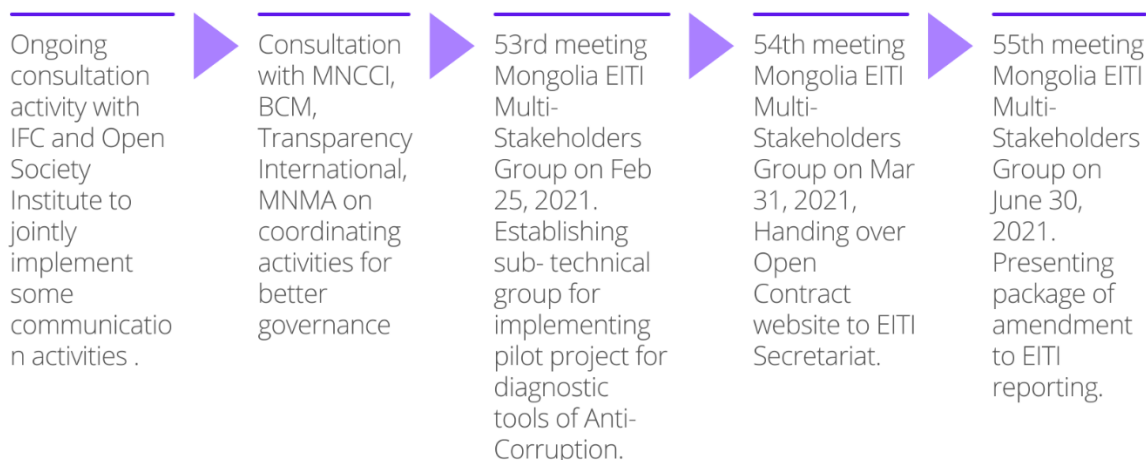 Ongoing
consultation
activity with
IFC and Open
Society
Institute to
jointly
implement
some
communicatio
n activities .
Consultation
with MNCCI,
BCM,
Transparency
International,
MNMA on
coordinating
activities for
better
governance
53rd meeting
Mongolia EITI
Multi-
Stakeholders
Group on Feb
25, 2021.
Establishing
sub- technical
group for
implementing
pilot project for
diagnostic
tools of Anti-
Corruption.
54th meeting
Mongolia EITI
Multi-
Stakeholders
Group on Mar
31, 2021,
Handing over
Open
Contract
website to EITI
Secretariat.
55th meeting
Mongolia EITI
Multi-
Stakeholders
Group on
June 30,
2021.
Presenting
package of
amendment
to EITI
reporting.